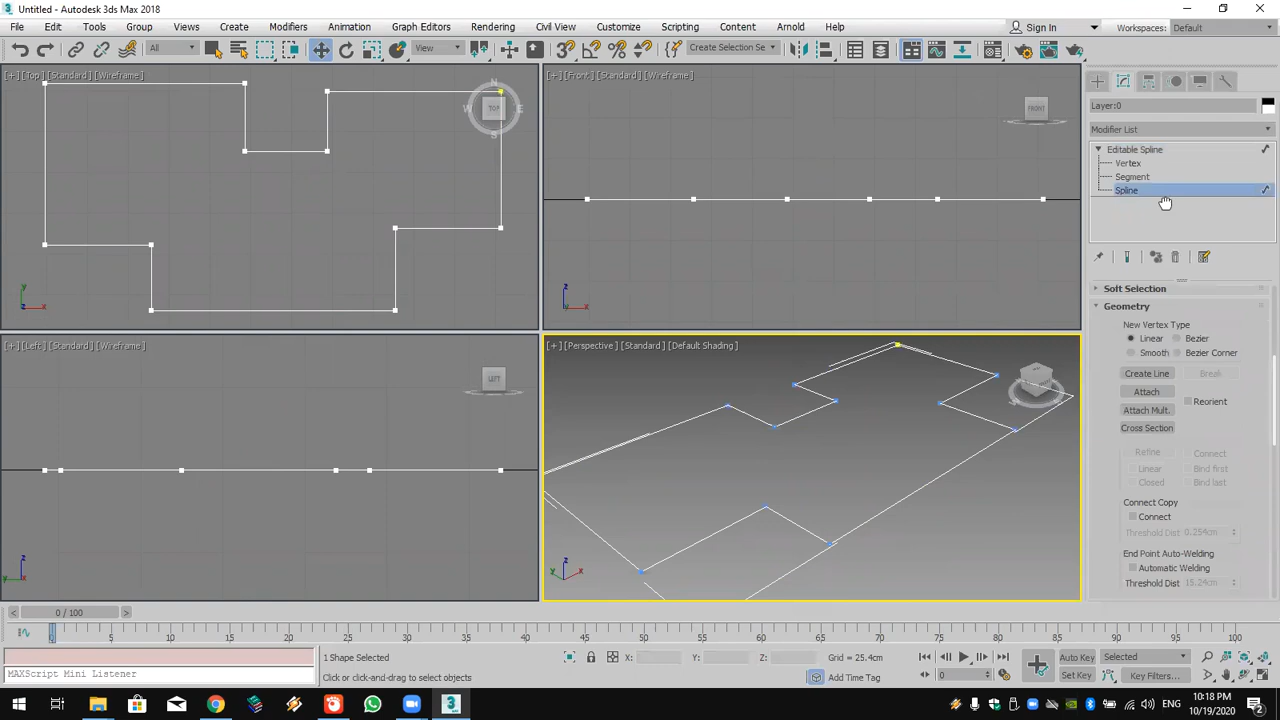 Untitled - Autodesk 3ds Max 2018
File Edit Tools Group Views Create Modifiers Animation Graph Editors Rendering Civil View Customize Scripting Content Arnold Help Sign In Workspaces: Default
All View Create Selection Se
[+] [Top] [Standard] [Wireframe]
N
W TOP E
S
[+] [Front] [Standard] [Wireframe]
FRONT
y
x
z
x
[+] [Left] [Standard] [Wireframe]
LEFT
z
y
[+] [Perspective] [Standard] [Default Shading]
z
y x
Layer:0
Modifier List
Editable Spline
Vertex
Segment
Spline
Soft Selection
Geometry
New Vertex Type
Linear Bezier
Smooth Bezier Corner
Create Line Break
Attach
Reorient
Attach Mult.
Cross Section
Refine Connect
Linear Bind first
Closed Bind last
Connect Copy
Connect
Threshold Dist 0.254cm
End Point Auto-Welding
Automatic Welding
Threshold Dist 15.24cm
0 / 100
0 5 10 15 20 25 30 35 40 45 50 55 60 65 70 75 80 85 90 95 100
MAXScript Mini Listener
1 Shape Selected
Click or click-and-drag to select objects
X: Y: Z: Grid = 25.4cm
Add Time Tag
0
Auto Key Selected
Set Key Key Filters...
ENG
10:18 PM
10/9/2020